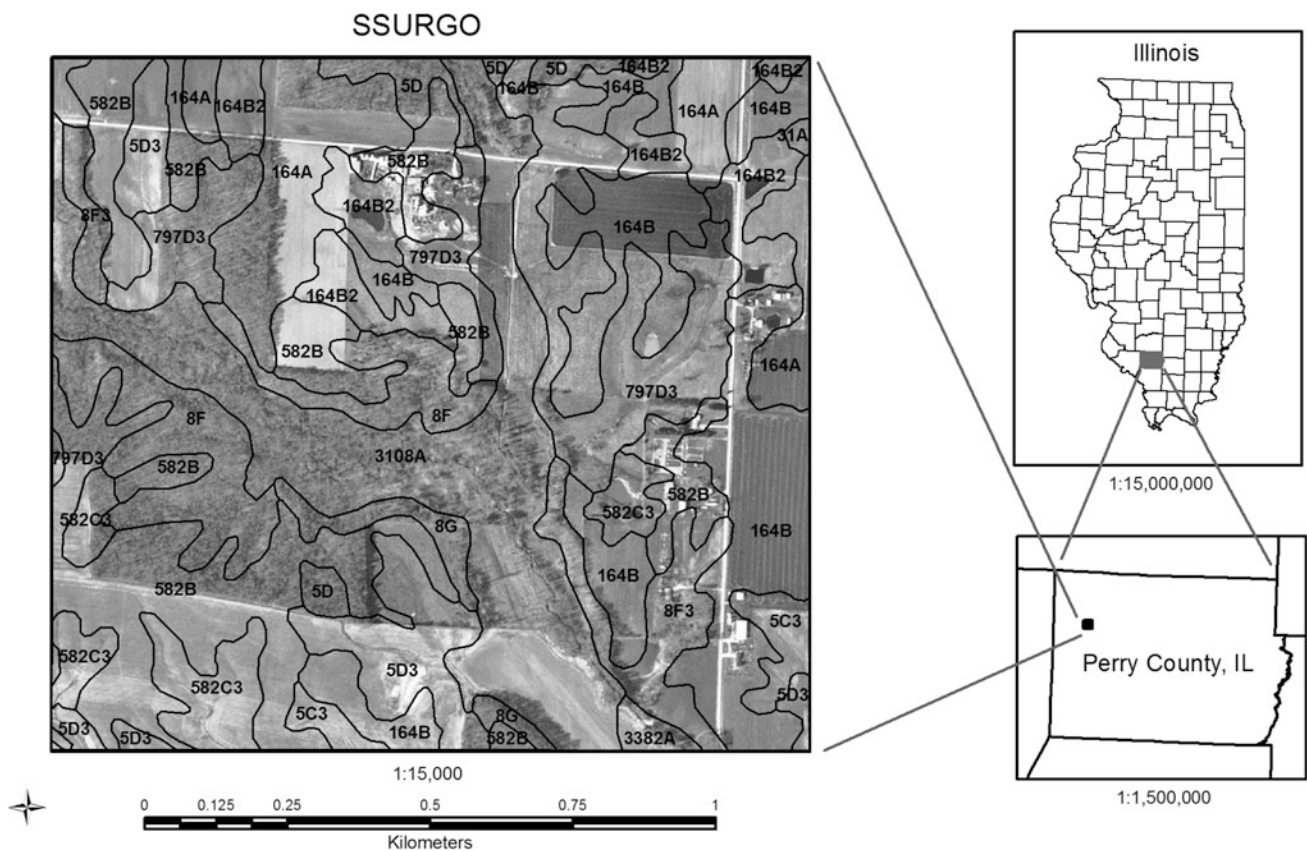 SSURGO
Illinois
5D
5D
5D
164B2
164B2
582B
164A
164B2
164B
164B
164A
164B
5D3
31A
582B
164A
582B
164B2
164B2
164B2
8F3
797D3
164B
797D3
164B
164B2
582B
582B
164A
797D3
8F
8F
3108A
797D3
582B
582B
582C3
582C3
8G
164B
164B
582B
5D
8F3
5C3
582C3
582C3
5D3
5D3
5C3
8G
5D3
5D3
164B
582B
3382A
1:15,000,000
Perry County, IL
1:15,000
1:1,500,000
0 0.125 0.25 0.5 0.75 1
Kilometers